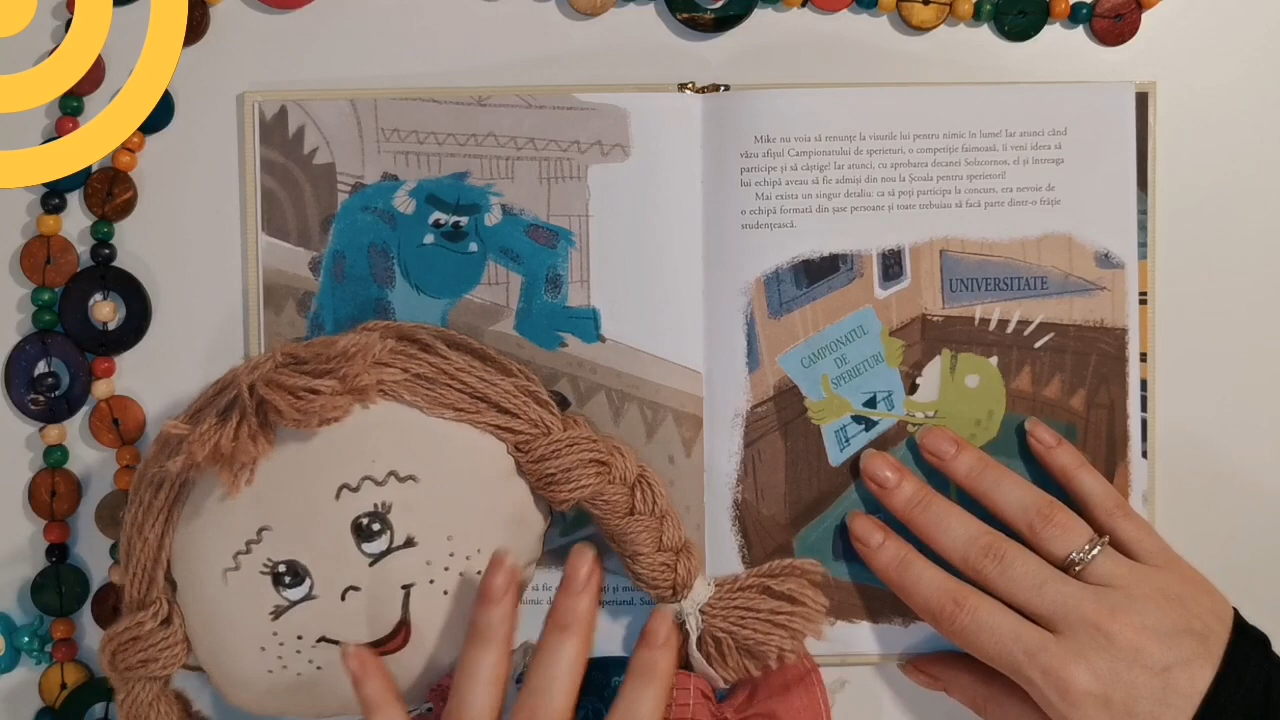 Mike nu voia să renunțe la visurile lui pentru nimic în lume! Iar atunci când
văzu afișul Campionatului de sperieturi, o competiție faimoasă, îi veni ideea să
participe și să câștige! Iar atunci, cu aprobarea decanei Solzcornos, el și întreaga
lui echipă aveau să fie admiși din nou la Școala pentru sperietori!
Mai exista un singur detaliu: ca să poți participa la concurs, era nevoie de
o echipă formată din șase persoane și toate trebuiau să facă parte dintr-o frăție
studențească.
UNIVERSITATE
CAMPIONATUL
DE
SPERIETURI
să fie